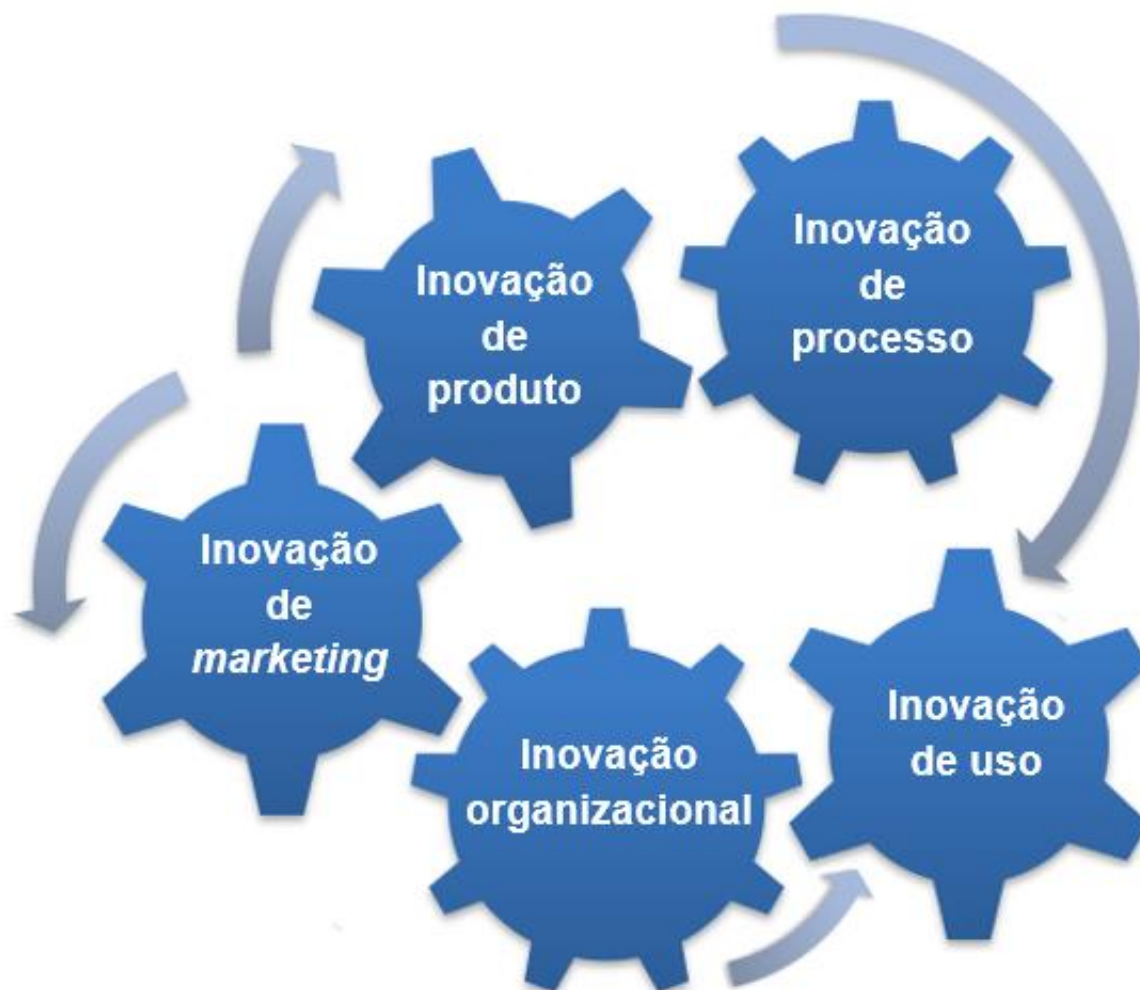 Inovação
de
produto
Inovação
de
processo
Inovação
de
marketing
Inovação
organizacional
Inovação
de uso